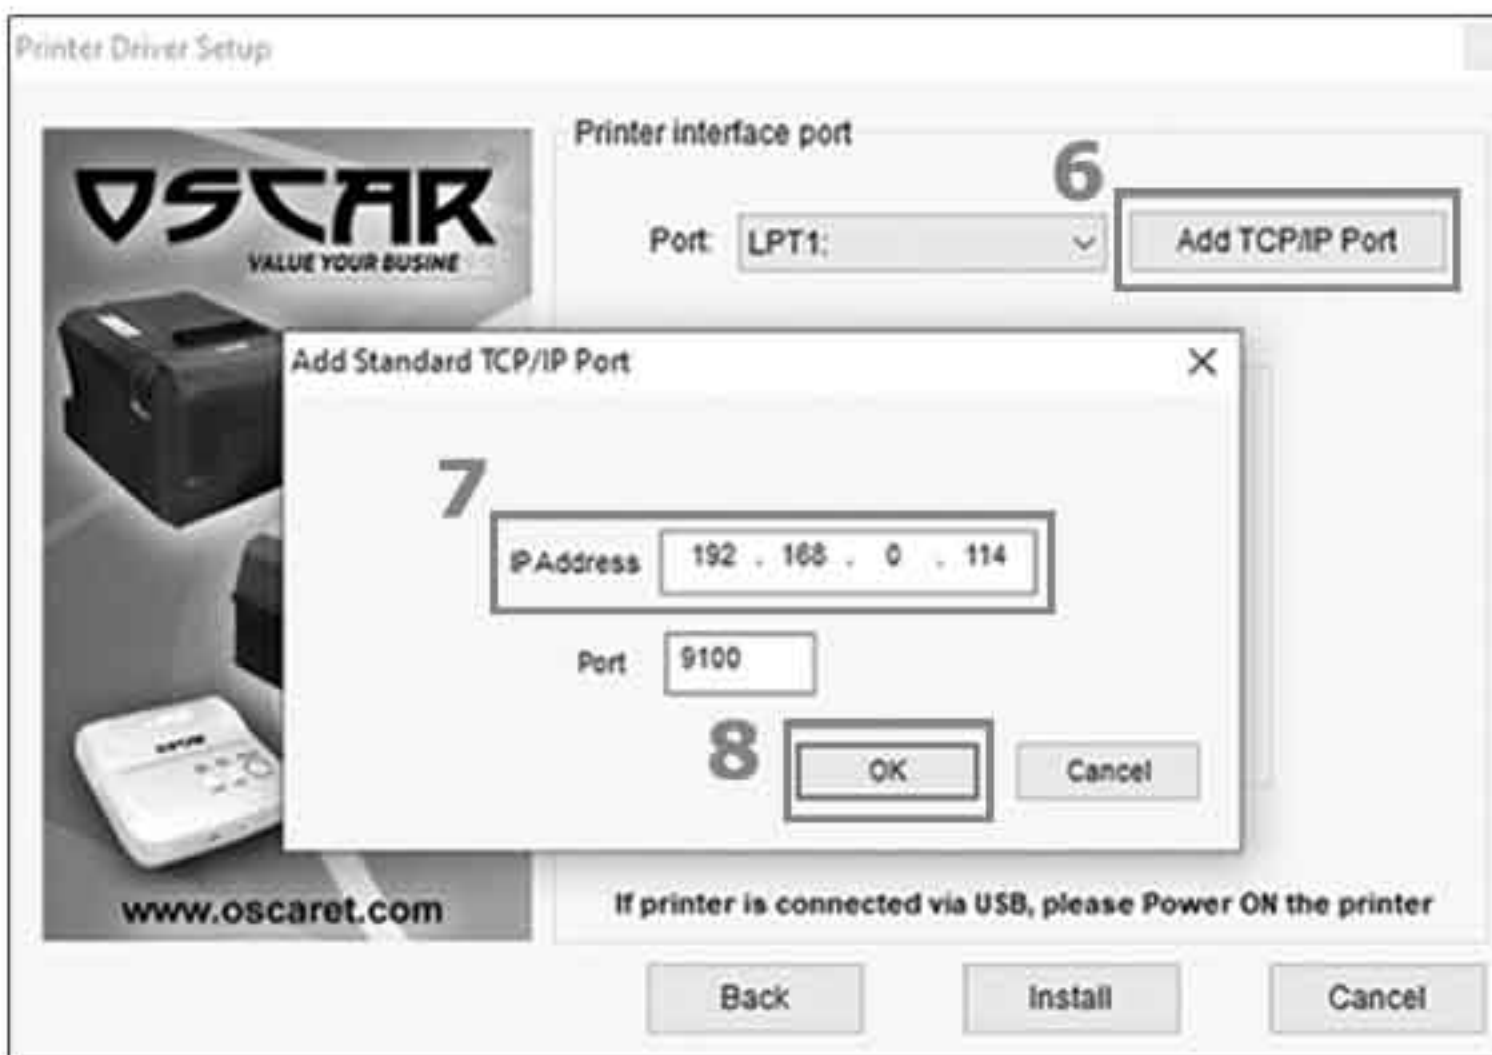 Printer Driver Setup
OSCAR
VALUE YOUR BUSINE
www.oscaret.com
Printer interface port
6
Port: LPT1: Add TCP/IP Port
Add Standard TCP/IP Port
7
IP Address 192 . 168 . 0 . 114
Port 9100
8
OK Cancel
If printer is connected via USB, please Power ON the printer
Back Install Cancel